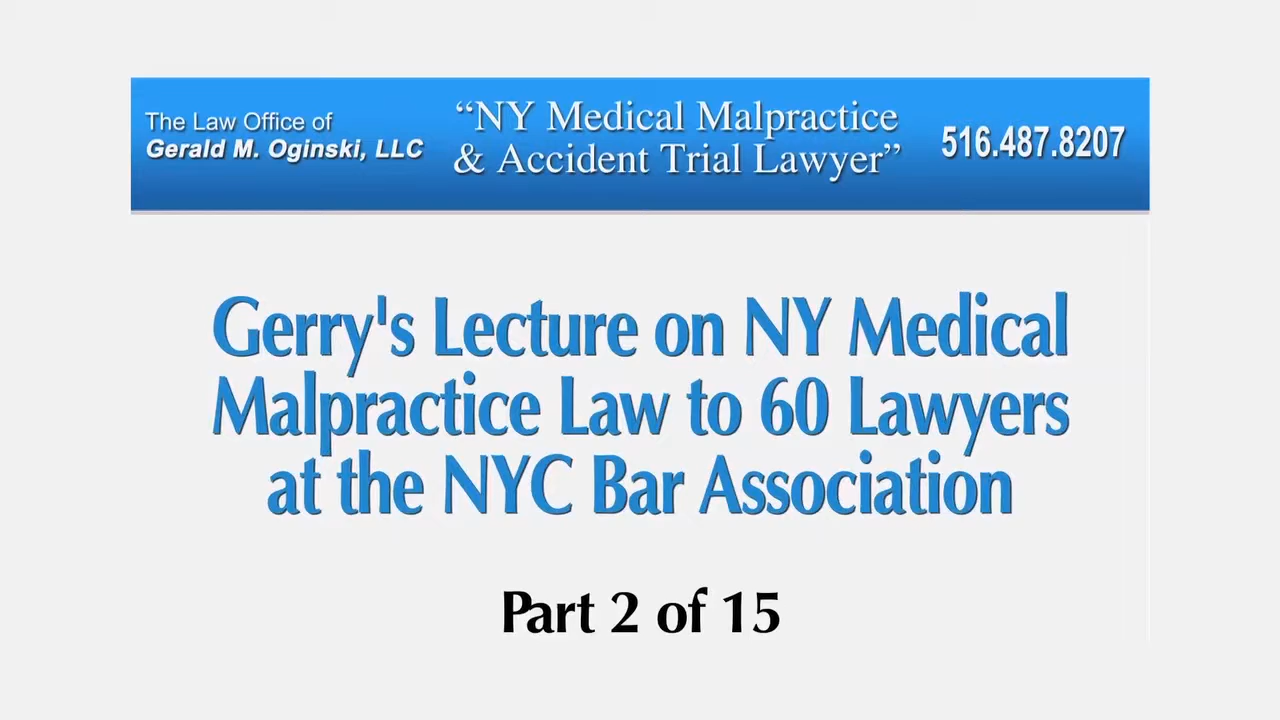 The Law Office of
Gerald M. Oginski, LLC
“NY Medical Malpractice
& Accident Trial Lawyer”
516.487.8207
Gerry's Lecture on NY Medical
Malpractice Law to 60 Lawyers
at the NYC Bar Association
Part 2 of 15